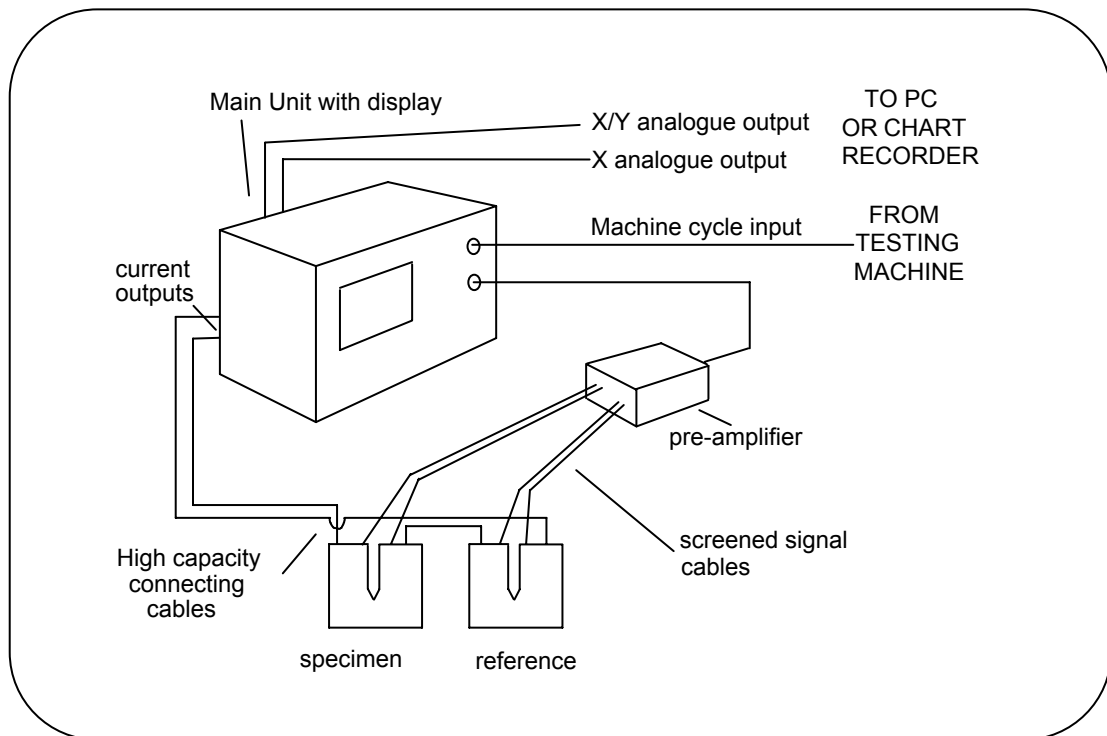 Main Unit with display
X/Y analogue output
X analogue output
TO PC
OR CHART
RECORDER
Machine cycle input
FROM
TESTING
MACHINE
current
outputs
pre-amplifier
High capacity
connecting
cables
screened signal
cables
specimen
reference